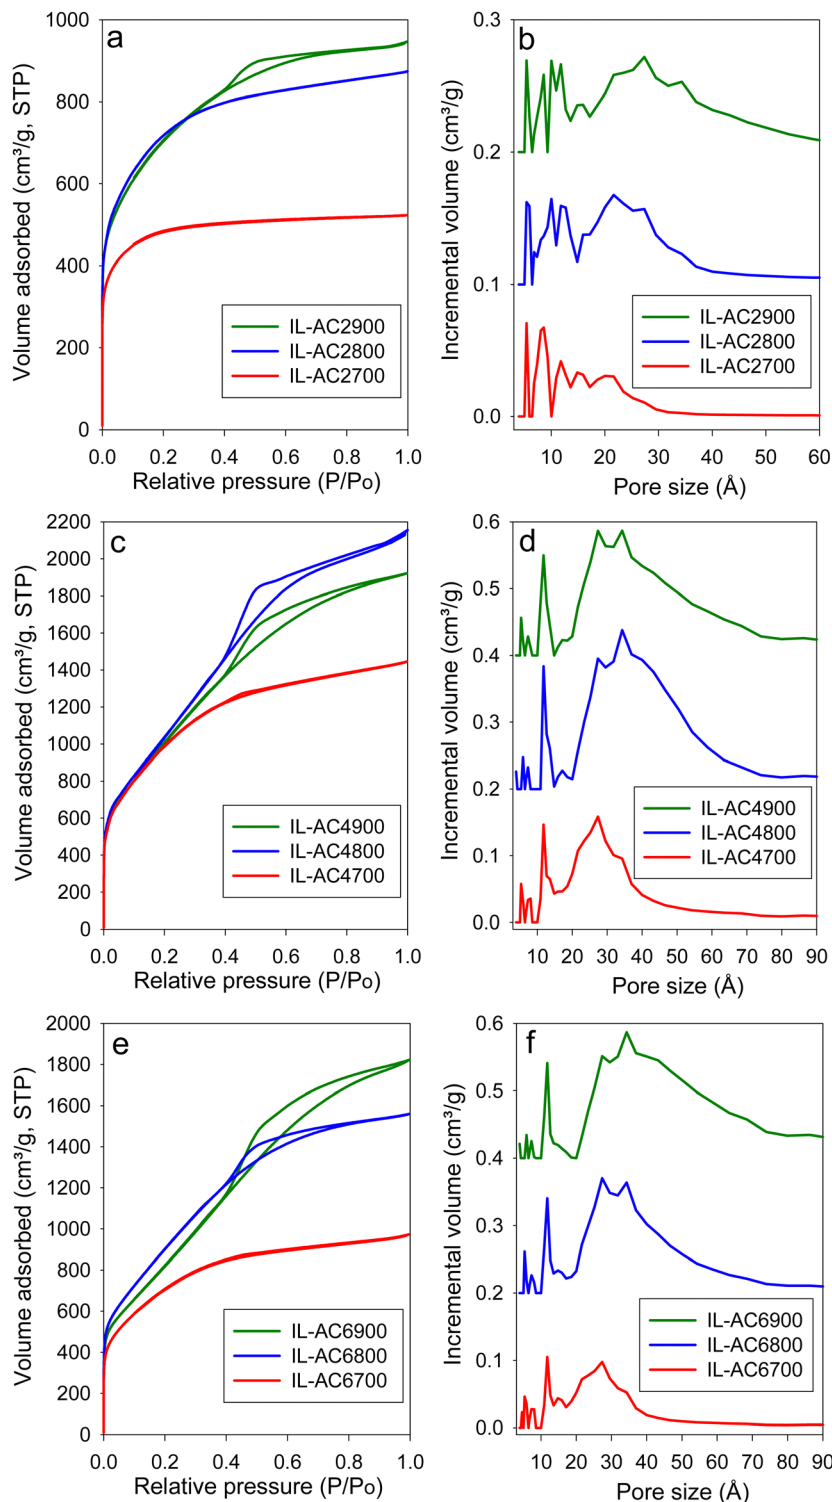 a
Volume adsorbed (cm³/g, STP)
1000
800
600
400
200
0
IL-AC2900
IL-AC2800
IL-AC2700
0.0 0.2 0.4 0.6 0.8 1.0
Relative pressure (P/Po)
b
Incremental volume (cm³/g)
0.3
0.2
0.1
0.0
IL-AC2900
IL-AC2800
IL-AC2700
10 20 30 40 50 60
Pore size (Å)
c
Volume adsorbed (cm³/g, STP)
2200
2000
1800
1600
1400
1200
1000
800
600
400
200
0
IL-AC4900
IL-AC4800
IL-AC4700
0.0 0.2 0.4 0.6 0.8 1.0
Relative pressure (P/Po)
d
Incremental volume (cm³/g)
0.6
0.5
0.4
0.3
0.2
0.1
0.0
IL-AC4900
IL-AC4800
IL-AC4700
10 20 30 40 50 60 70 80 90
Pore size (Å)
e
Volume adsorbed (cm³/g, STP)
2000
1800
1600
1400
1200
1000
800
600
400
200
0
IL-AC6900
IL-AC6800
IL-AC6700
0.0 0.2 0.4 0.6 0.8 1.0
Relative pressure (P/Po)
f
Incremental volume (cm³/g)
0.6
0.5
0.4
0.3
0.2
0.1
0.0
IL-AC6900
IL-AC6800
IL-AC6700
10 20 30 40 50 60 70 80 90
Pore size (Å)